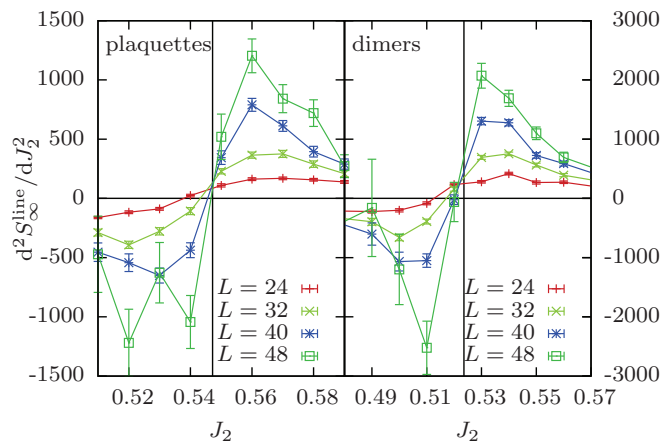 plaquettes
dimers
d²S∞^line/dJ₂²
1500
1000
500
0
-500
-1000
-1500
3000
2000
1000
0
-1000
-2000
-3000
L = 24
L = 32
L = 40
L = 48
L = 24
L = 32
L = 40
L = 48
0.52 0.54 0.56 0.58 0.49 0.51 0.53 0.55 0.57
J₂ J₂